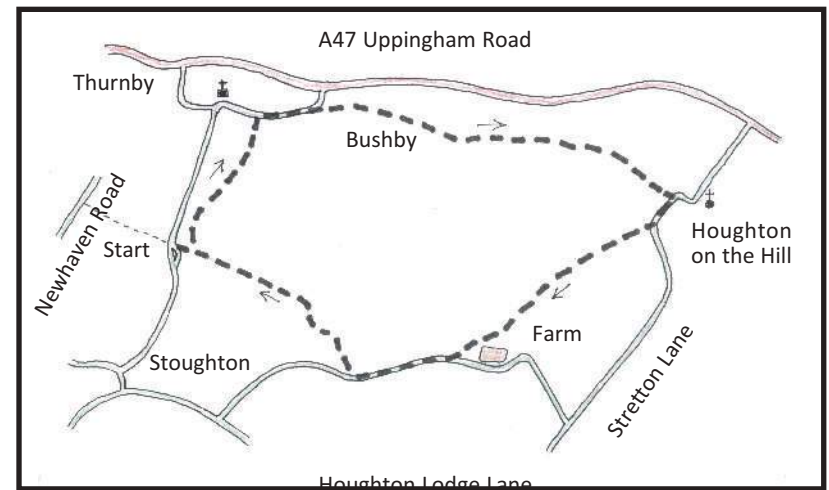 A47 Uppingham Road
Thurnby
Bushby
Newhaven Road
Start
Houghton
on the Hill
Farm
Stoughton
Stretton Lane
Houghton Lodge Lane